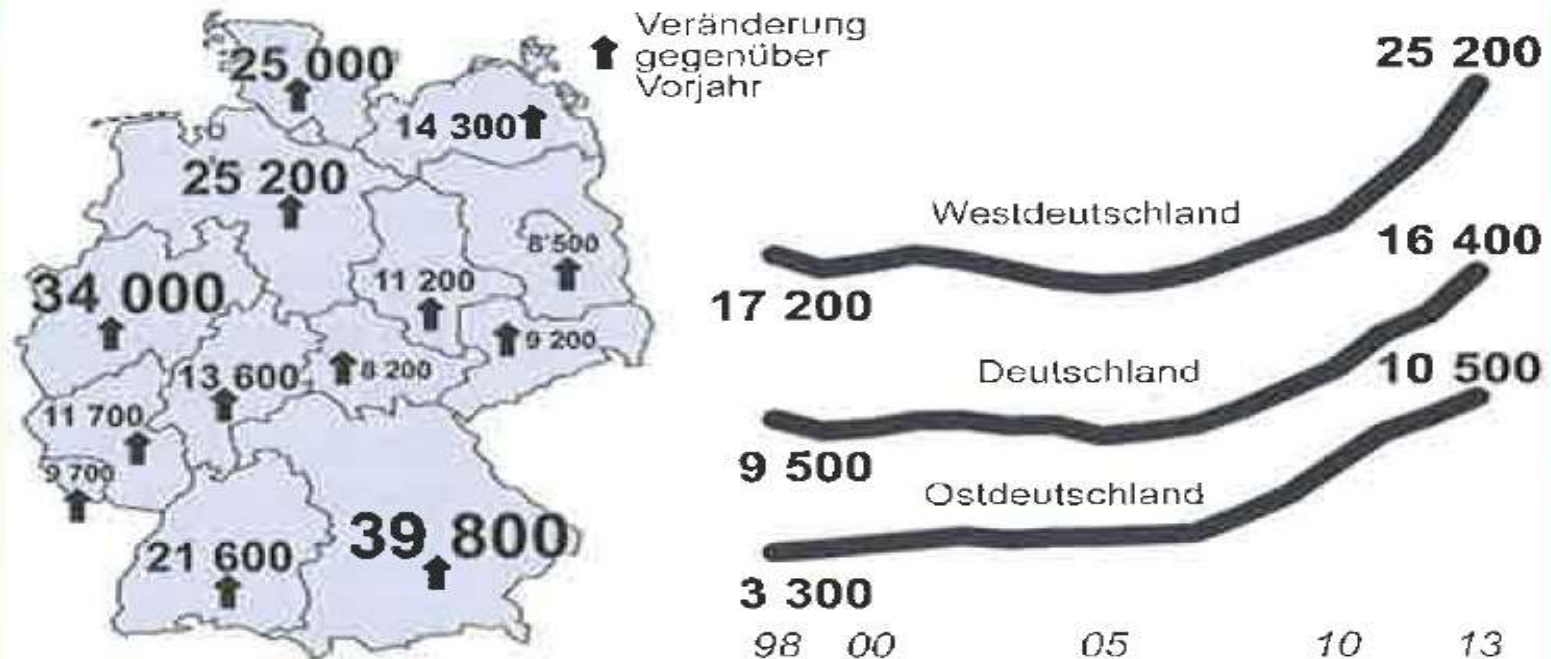 Veränderung
gegenüber
Vorjahr
25 000
14 300
25 200
8'500
11 200
34 000
9 200
8 200
13 600
11 700
9 700
39 800
21 600
25 200
Westdeutschland
16 400
17 200
Deutschland
10 500
9 500
Ostdeutschland
3 300
98 00 05 10 13